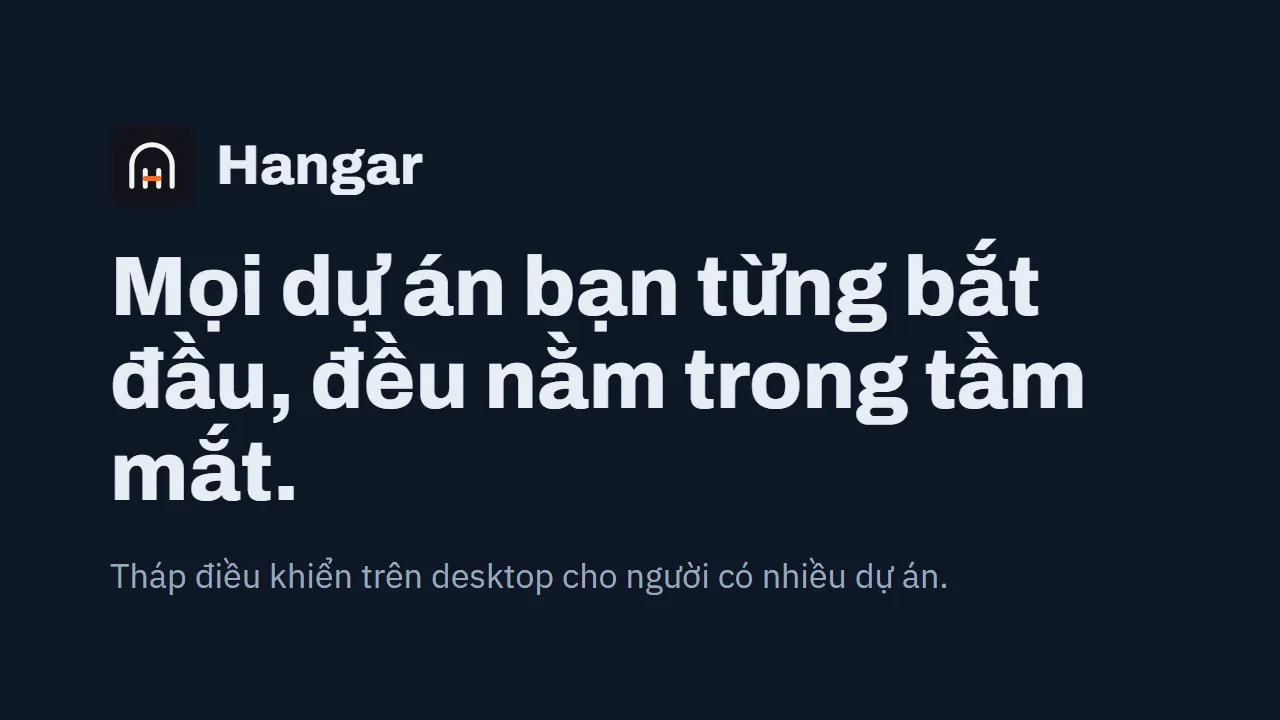 Hangar
Mọi dự án bạn từng bắt
đầu, đều nằm trong tầm
mắt.
Tháp điều khiển trên desktop cho người có nhiều dự án.